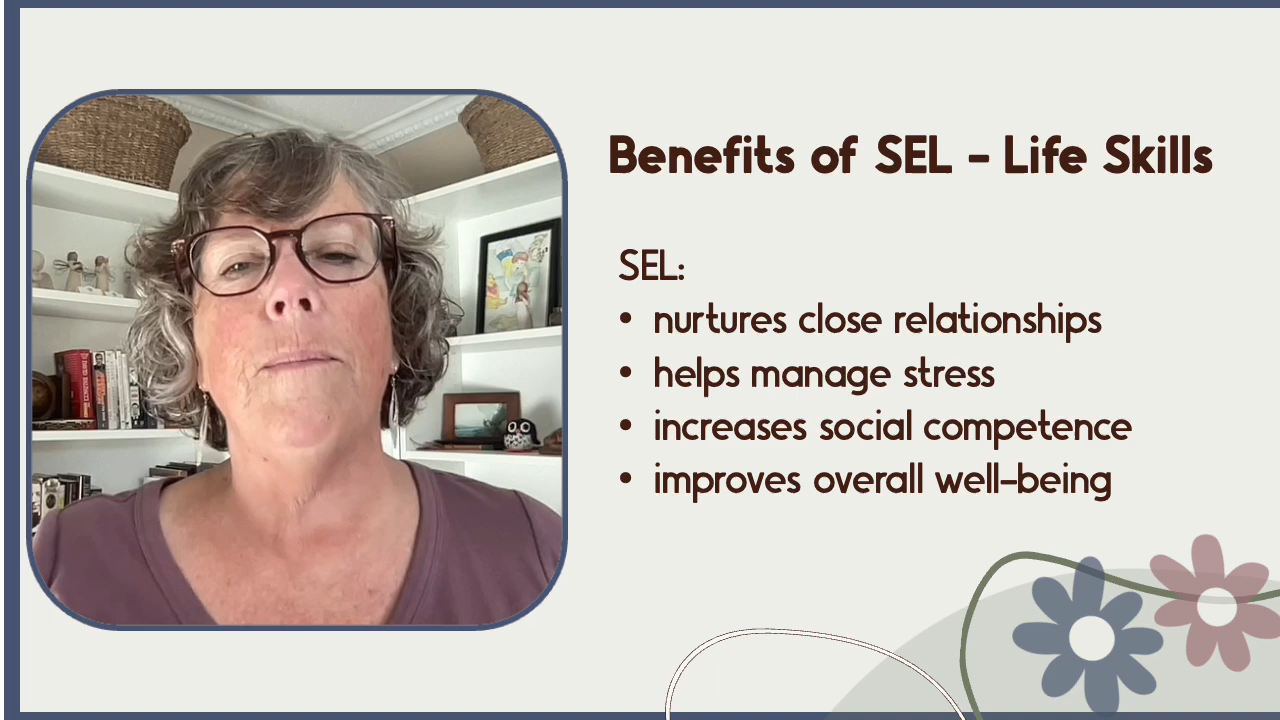 Benefits of SEL - Life Skills
SEL:
• nurtures close relationships
• helps manage stress
• increases social competence
• improves overall well-being